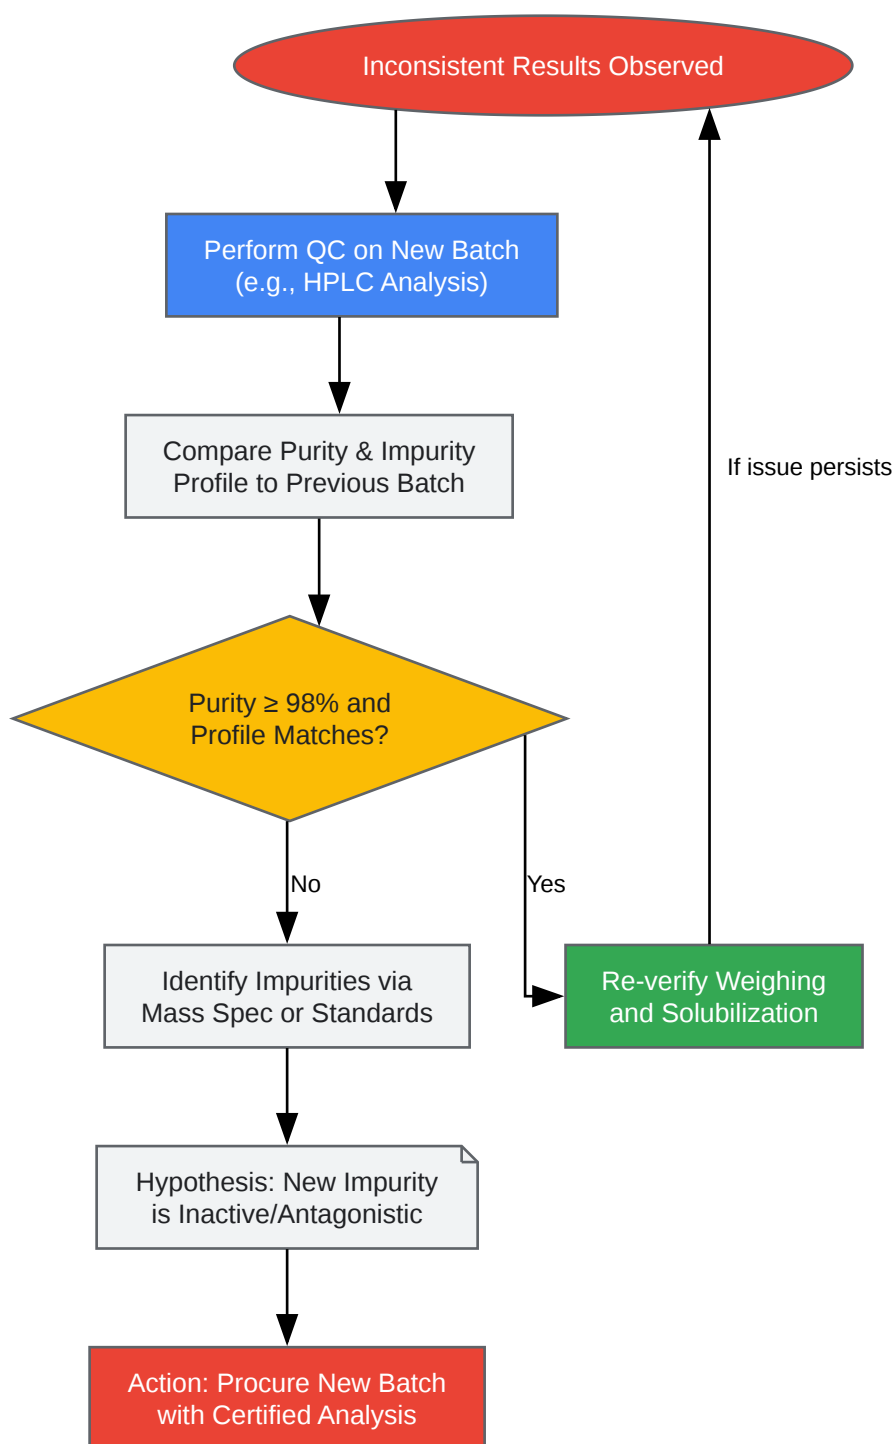 Inconsistent Results Observed
Perform QC on New Batch
(e.g., HPLC Analysis)
Compare Purity & Impurity
Profile to Previous Batch
If issue persists
Purity ≥ 98% and
Profile Matches?
No
Yes
Identify Impurities via
Mass Spec or Standards
Re-verify Weighing
and Solubilization
Hypothesis: New Impurity
is Inactive/Antagonistic
Action: Procure New Batch
with Certified Analysis